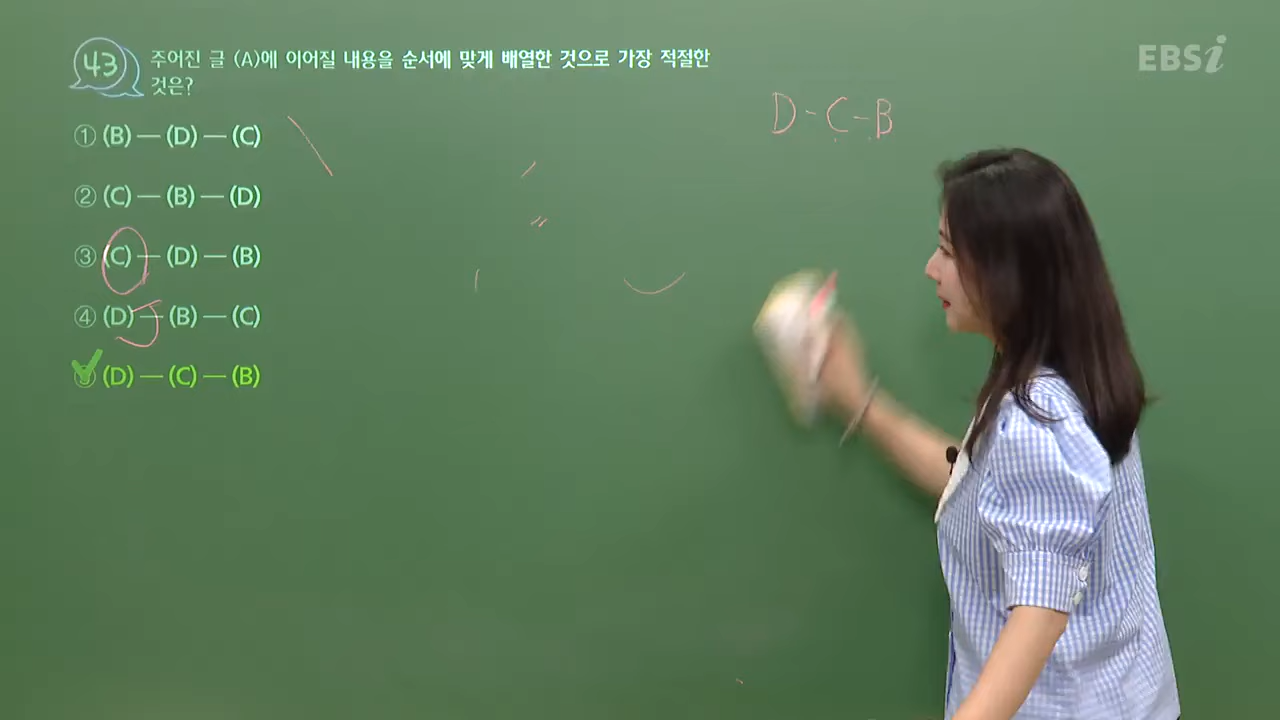 43 주어진 글 (A)에 이어질 내용을 순서에 맞게 배열한 것으로 가장 적절한
것은?
EBSi
D-C-B
① (B) — (D) — (C)
② (C) — (B) — (D)
③ (C) — (D) — (B)
④ (D) — (B) — (C)
⑤ (D) — (C) — (B)